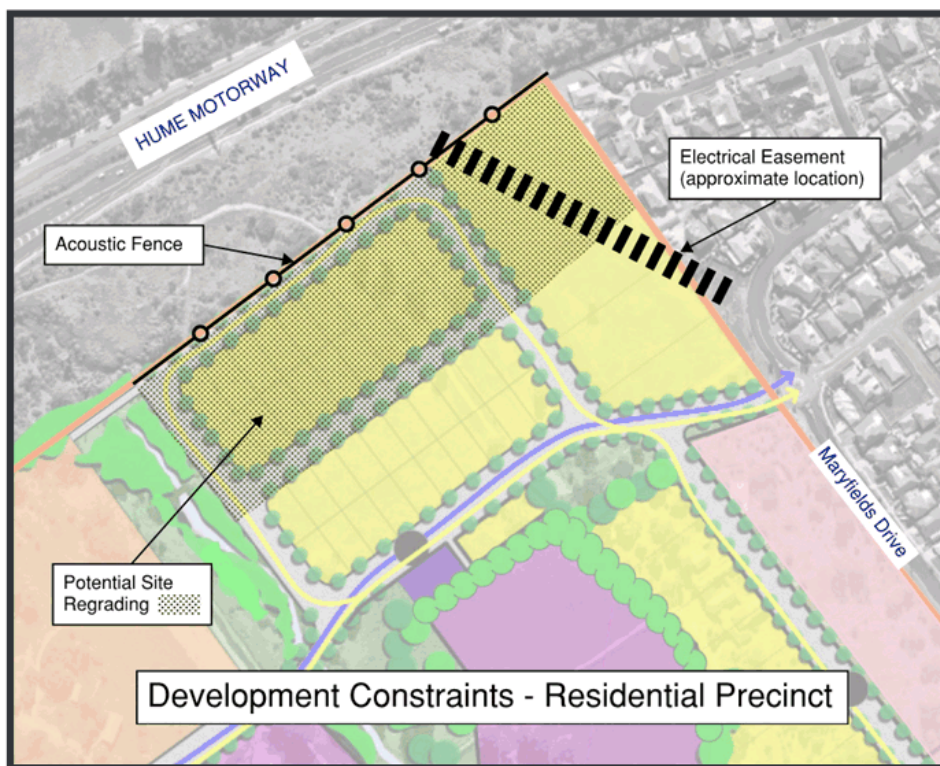 HUME MOTORWAY
Electrical Easement
(approximate location)
Acoustic Fence
Maryfields Drive
Potential Site
Regrading
Development Constraints - Residential Precinct